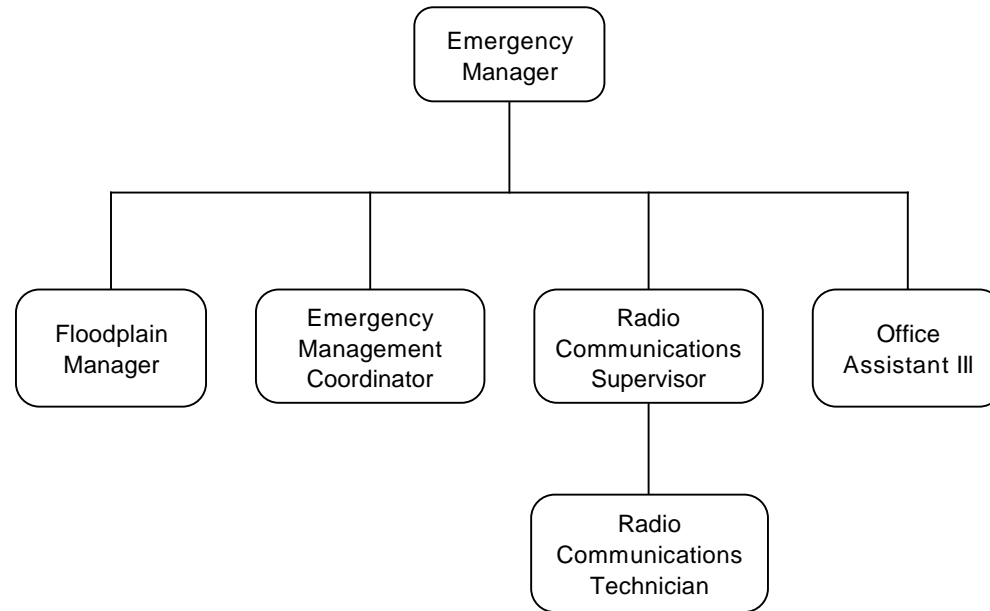 Emergency
Manager
Floodplain
Manager
Emergency
Management
Coordinator
Radio
Communications
Supervisor
Office
Assistant III
Radio
Communications
Technician